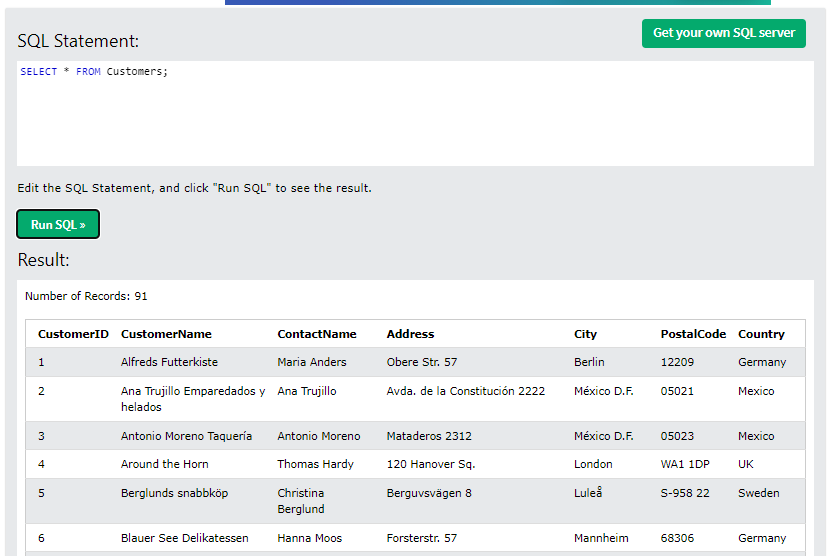 SQL Statement:
Get your own SQL server
SELECT * FROM Customers;
Edit the SQL Statement, and click "Run SQL" to see the result.
Run SQL »
Result:
Number of Records: 91
CustomerID CustomerName ContactName Address City PostalCode Country
1 Alfreds Futterkiste Maria Anders Obere Str. 57 Berlin 12209 Germany
2 Ana Trujillo Emparedados y Ana Trujillo Avda. de la Constitución 2222 México D.F. 05021 Mexico
helados
3 Antonio Moreno Taquería Antonio Moreno Mataderos 2312 México D.F. 05023 Mexico
4 Around the Horn Thomas Hardy 120 Hanover Sq. London WA1 1DP UK
5 Berglunds snabbköp Christina Berguvsvägen 8 Luleå S-958 22 Sweden
Berglund
6 Blauer See Delikatessen Hanna Moos Forsterstr. 57 Mannheim 68306 Germany